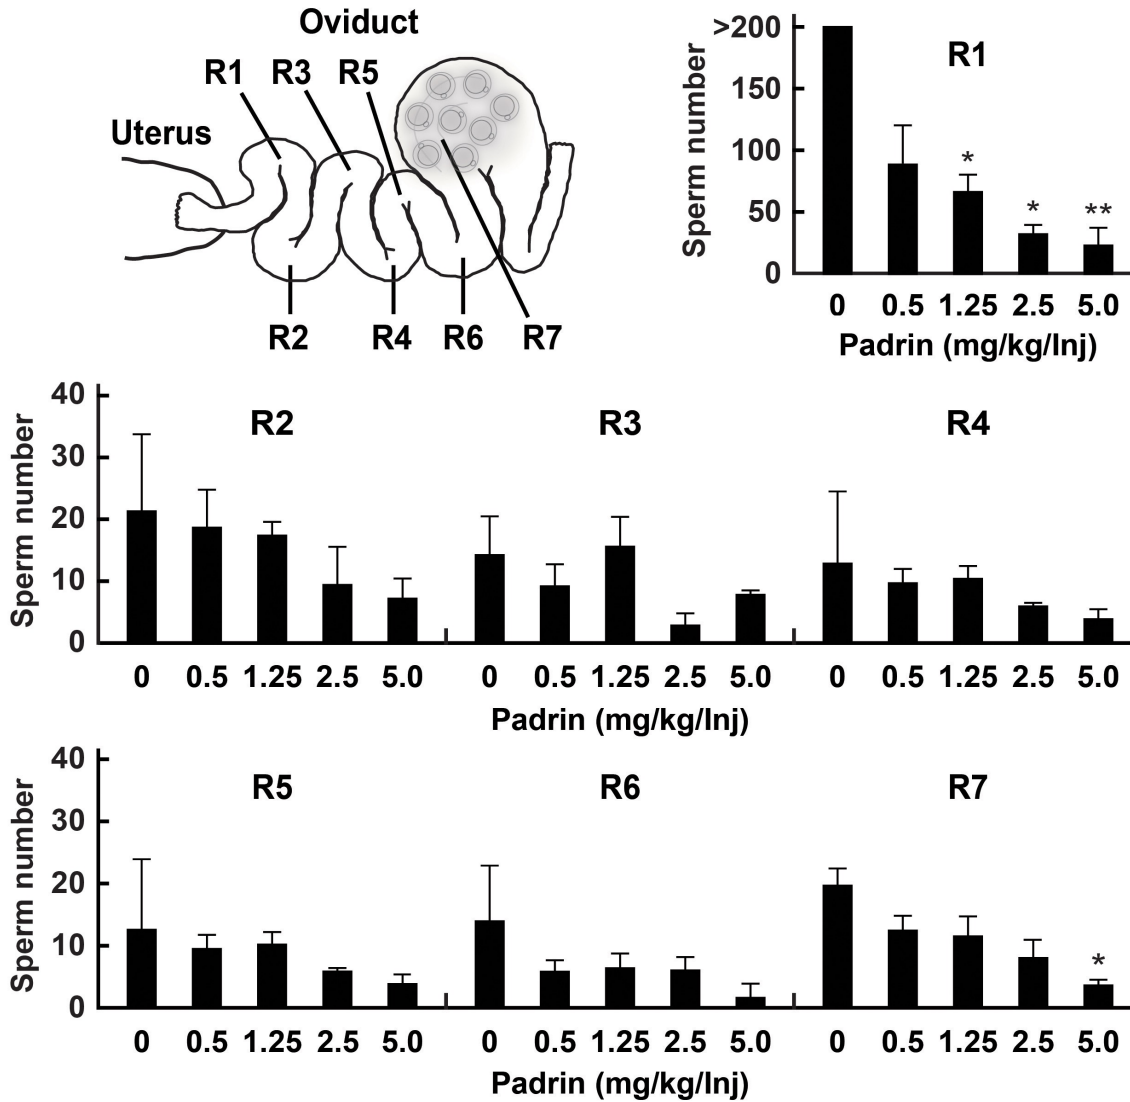 Oviduct
R1 R3 R5
Uterus
R2 R4 R6 R7
R1
Sperm number
>200
150
100
50
0
*
*
**
0 0.5 1.25 2.5 5.0
Padrin (mg/kg/Inj)
R2 R3 R4
Sperm number
40
30
20
10
0
0 0.5 1.25 2.5 5.0 0 0.5 1.25 2.5 5.0 0 0.5 1.25 2.5 5.0
Padrin (mg/kg/Inj)
R5 R6 R7
Sperm number
40
30
20
10
0
*
0 0.5 1.25 2.5 5.0 0 0.5 1.25 2.5 5.0 0 0.5 1.25 2.5 5.0
Padrin (mg/kg/Inj)